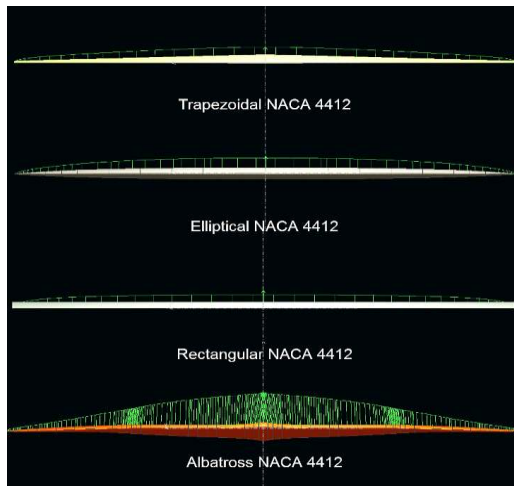 Trapezoidal NACA 4412
Elliptical NACA 4412
Rectangular NACA 4412
Albatross NACA 4412